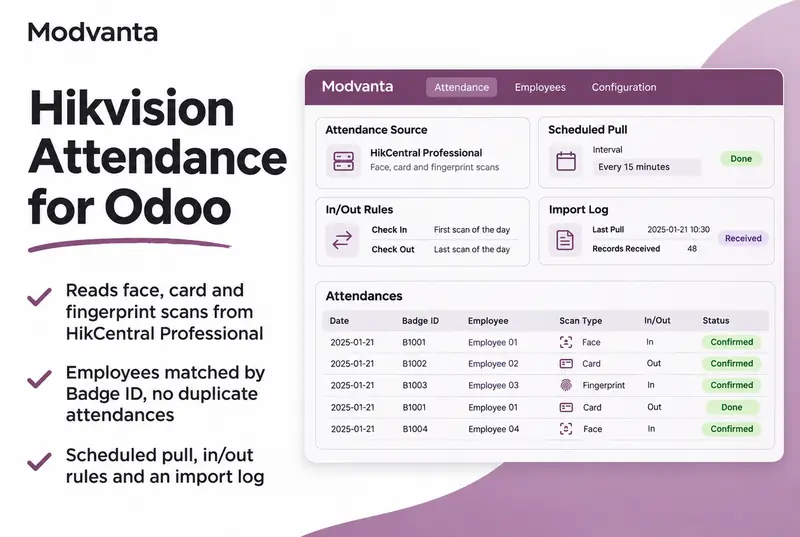 Modvanta
Hikvision
Attendance
for Odoo
Reads face, card and
fingerprint scans from
HikCentral Professional
Employees matched by
Badge ID, no duplicate
attendances
Scheduled pull, in/out
rules and an import log
Modvanta Attendance Employees Configuration
Attendance Source
HikCentral Professional
Face, card and fingerprint scans
Scheduled Pull
Interval
Every 15 minutes
Done
In/Out Rules
Check In First scan of the day
Check Out Last scan of the day
Import Log
Last Pull 2025-01-21 10:30
Records Received 48
Received
Attendances
Date Badge ID Employee Scan Type In/Out Status
2025-01-21 B1001 Employee 01 Face In Confirmed
2025-01-21 B1002 Employee 02 Card Out Confirmed
2025-01-21 B1003 Employee 03 Fingerprint In Confirmed
2025-01-21 B1001 Employee 01 Card Out Done
2025-01-21 B1004 Employee 04 Face In Confirmed